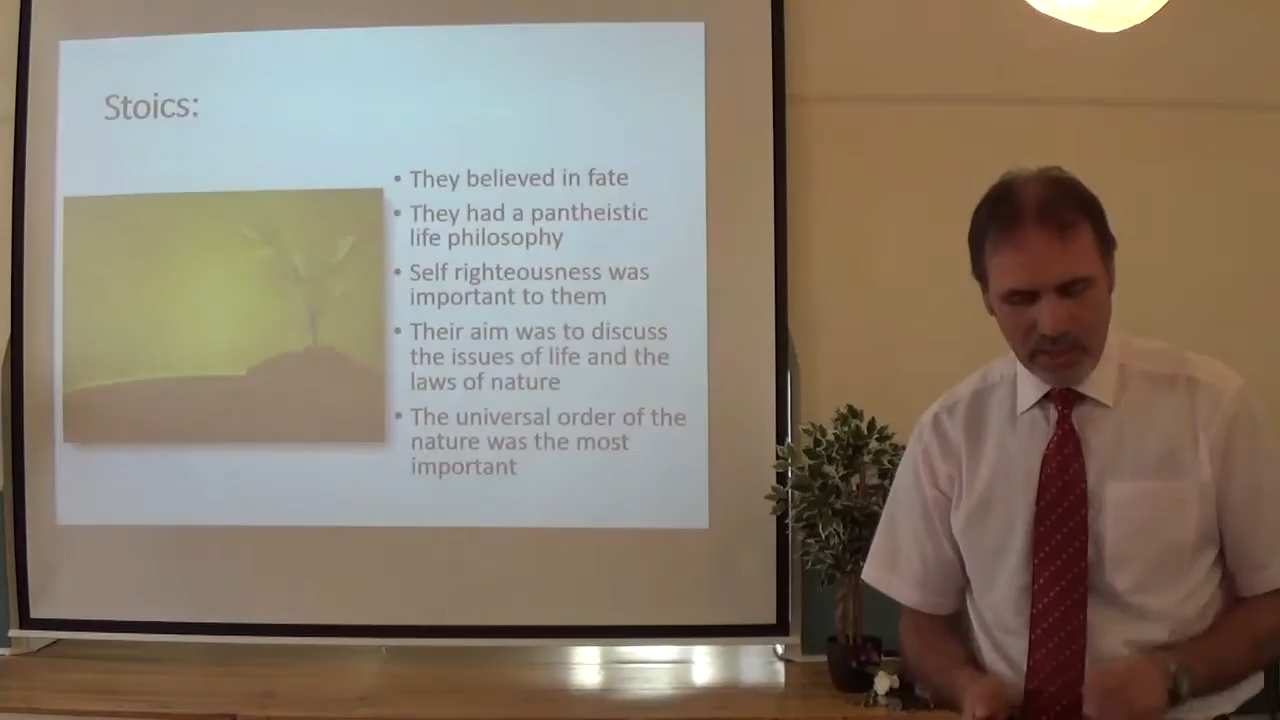 Stoics:
• They believed in fate
• They had a pantheistic
life philosophy
• Self righteousness was
important to them
• Their aim was to discuss
the issues of life and the
laws of nature
• The universal order of the
nature was the most
important